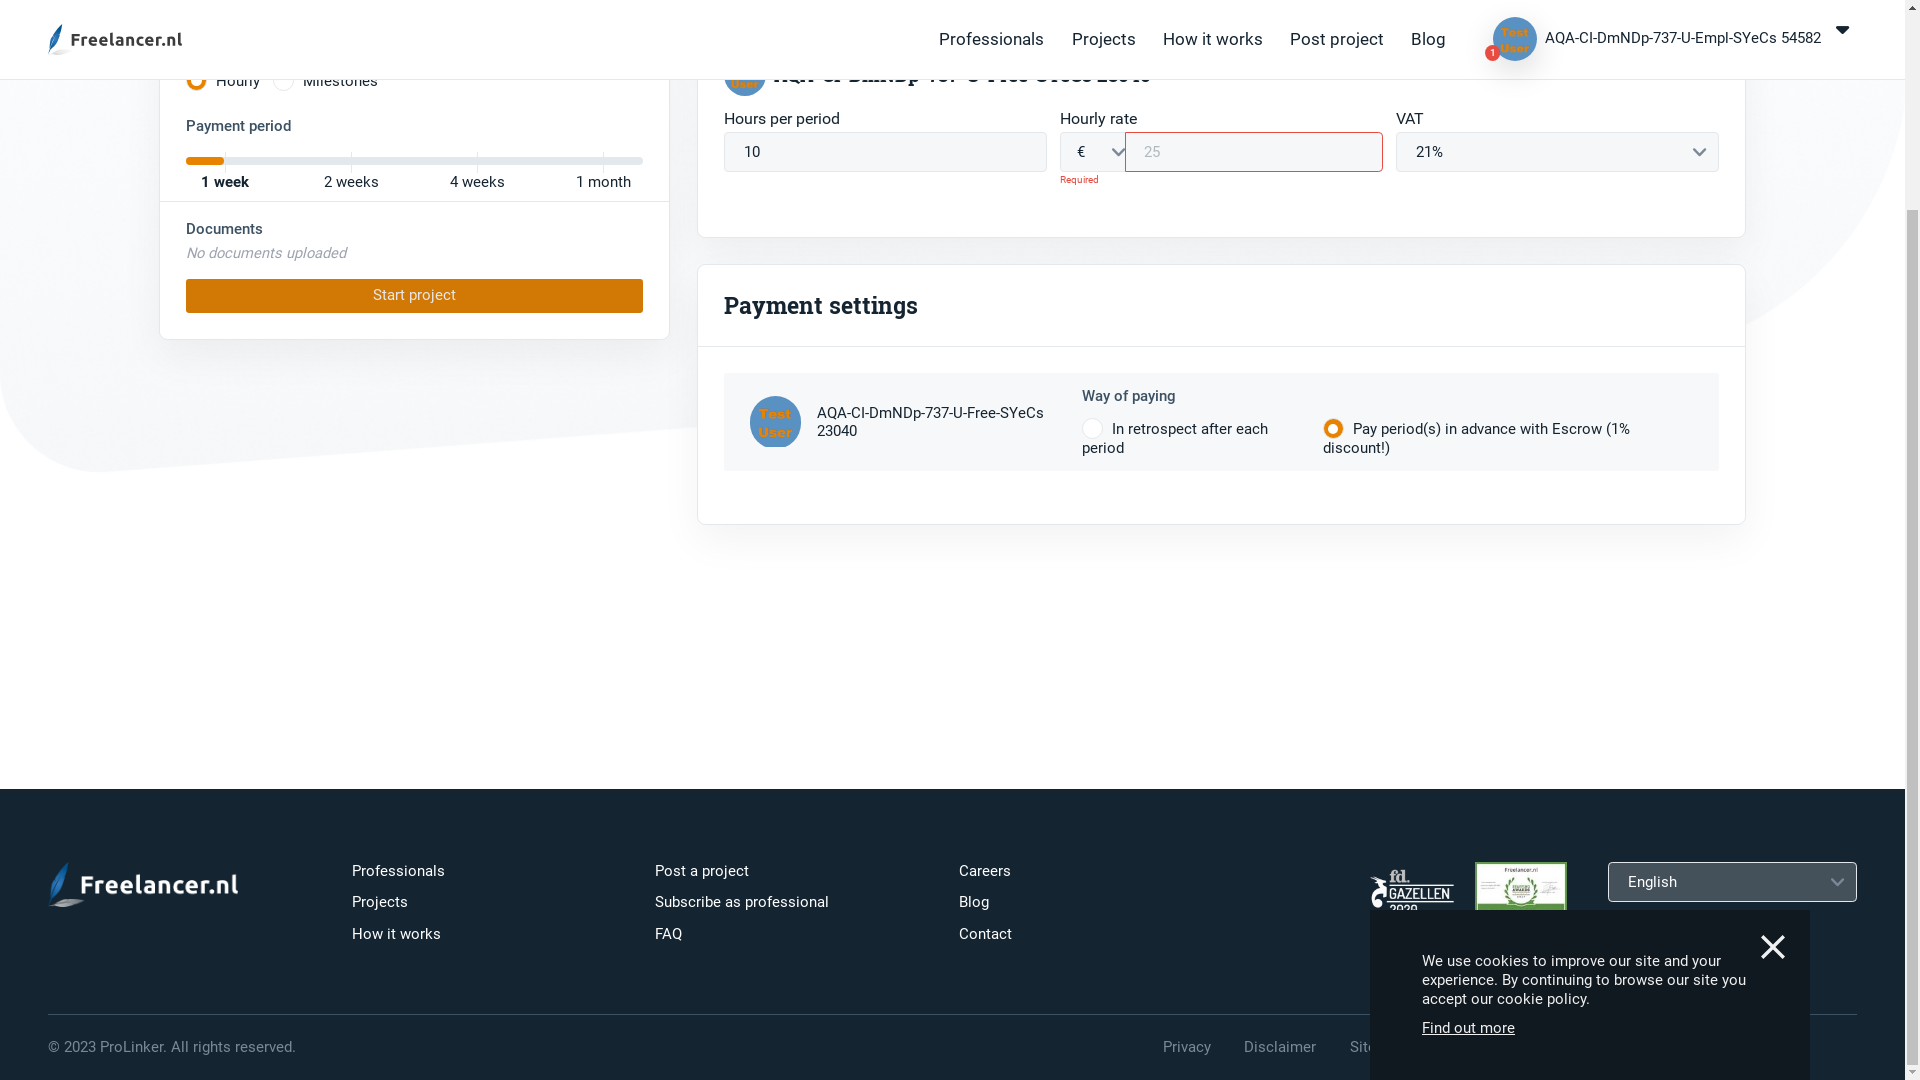 Freelancer.nl
Professionals
Projects
How it works
Post project
Blog
Test
User
1
AQA-CI-DmNDp-737-U-Empl-SYeCs 54582
Hourly
Milestones
Payment period
1 week
2 weeks
4 weeks
1 month
Documents
No documents uploaded
Start project
Hours per period
10
Hourly rate
€
25
Required
VAT
21%
Payment settings
Test
User
AQA-CI-DmNDp-737-U-Free-SYeCs
23040
Way of paying
In retrospect after each
period
Pay period(s) in advance with Escrow (1%
discount!)
Freelancer.nl
Professionals
Projects
How it works
Post a project
Subscribe as professional
FAQ
Careers
Blog
Contact
fd.
GAZELLEN
Freelancer.nl
English
We use cookies to improve our site and your
experience. By continuing to browse our site you
accept our cookie policy.
Find out more
© 2023 ProLinker. All rights reserved.
Privacy
Disclaimer